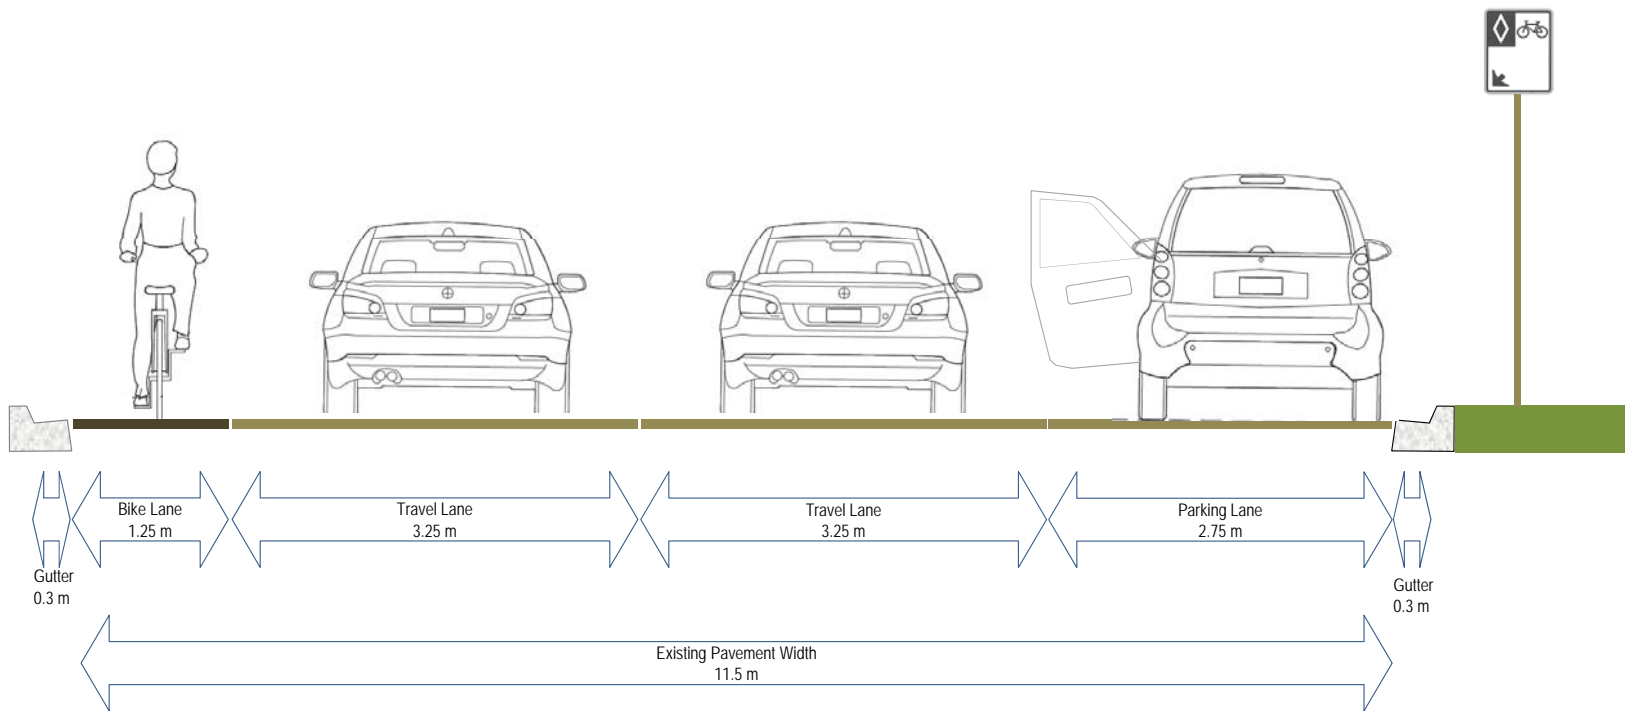 Bike Lane
1.25 m
Travel Lane
3.25 m
Travel Lane
3.25 m
Parking Lane
2.75 m
Gutter
0.3 m
Gutter
0.3 m
Existing Pavement Width
11.5 m